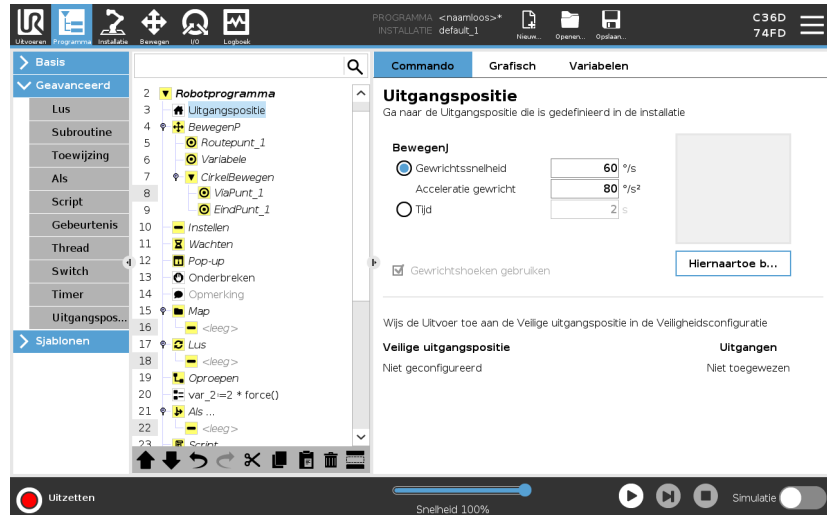 PROGRAMMA <naamloos>*
INSTALLATIE default_1
C36D
74FD
Uitvoeren
Programma
Installatie
Bewegen
I/O
Logboek
Nieuw...
Openen...
Opslaan...
Basis
Geavanceerd
Lus
Subroutine
Toewijzing
Als
Script
Gebeurtenis
Thread
Switch
Timer
Uitgangspos...
Sjablonen
2 Robotprogramma
3 Uitgangspositie
4 BewegenP
5 Routepunt_1
6 Variabele
7 CirkelBewegen
8 ViaPunt_1
9 EindPunt_1
10 Instellen
11 Wachten
12 Pop-up
13 Onderbreken
14 Opmerking
15 Map
16 <leeg>
17 Lus
18 <leeg>
19 Oproepen
20 var_2:=2 * force()
21 Als ...
22 <leeg>
23 Script
Commando
Grafisch
Variabelen
Uitgangspositie
Ga naar de Uitgangspositie die is gedefinieerd in de installatie
BewegenJ
Gewrichtssnelheid 60 °/s
Acceleratie gewricht 80 °/s²
Tijd 2 s
Gewrichtshoeken gebruiken
Hiernaartoe b...
Wijs de Uitvoer toe aan de Veilige uitgangspositie in de Veiligheidsconfiguratie
Veilige uitgangspositie Uitgangen
Niet geconfigureerd Niet toegewezen
Uitzetten
Snelheid 100%
Simulatie